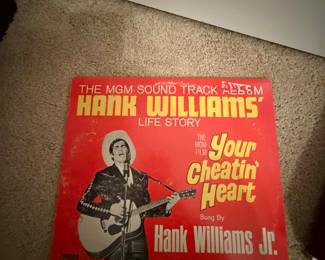 THE MGM SOUND TRACK ALBUM
HANK WILLIAMS'
LIFE STORY
THE
MGM
FILM
Your
Cheatin'
Heart
Sung By
Hank Williams Jr.